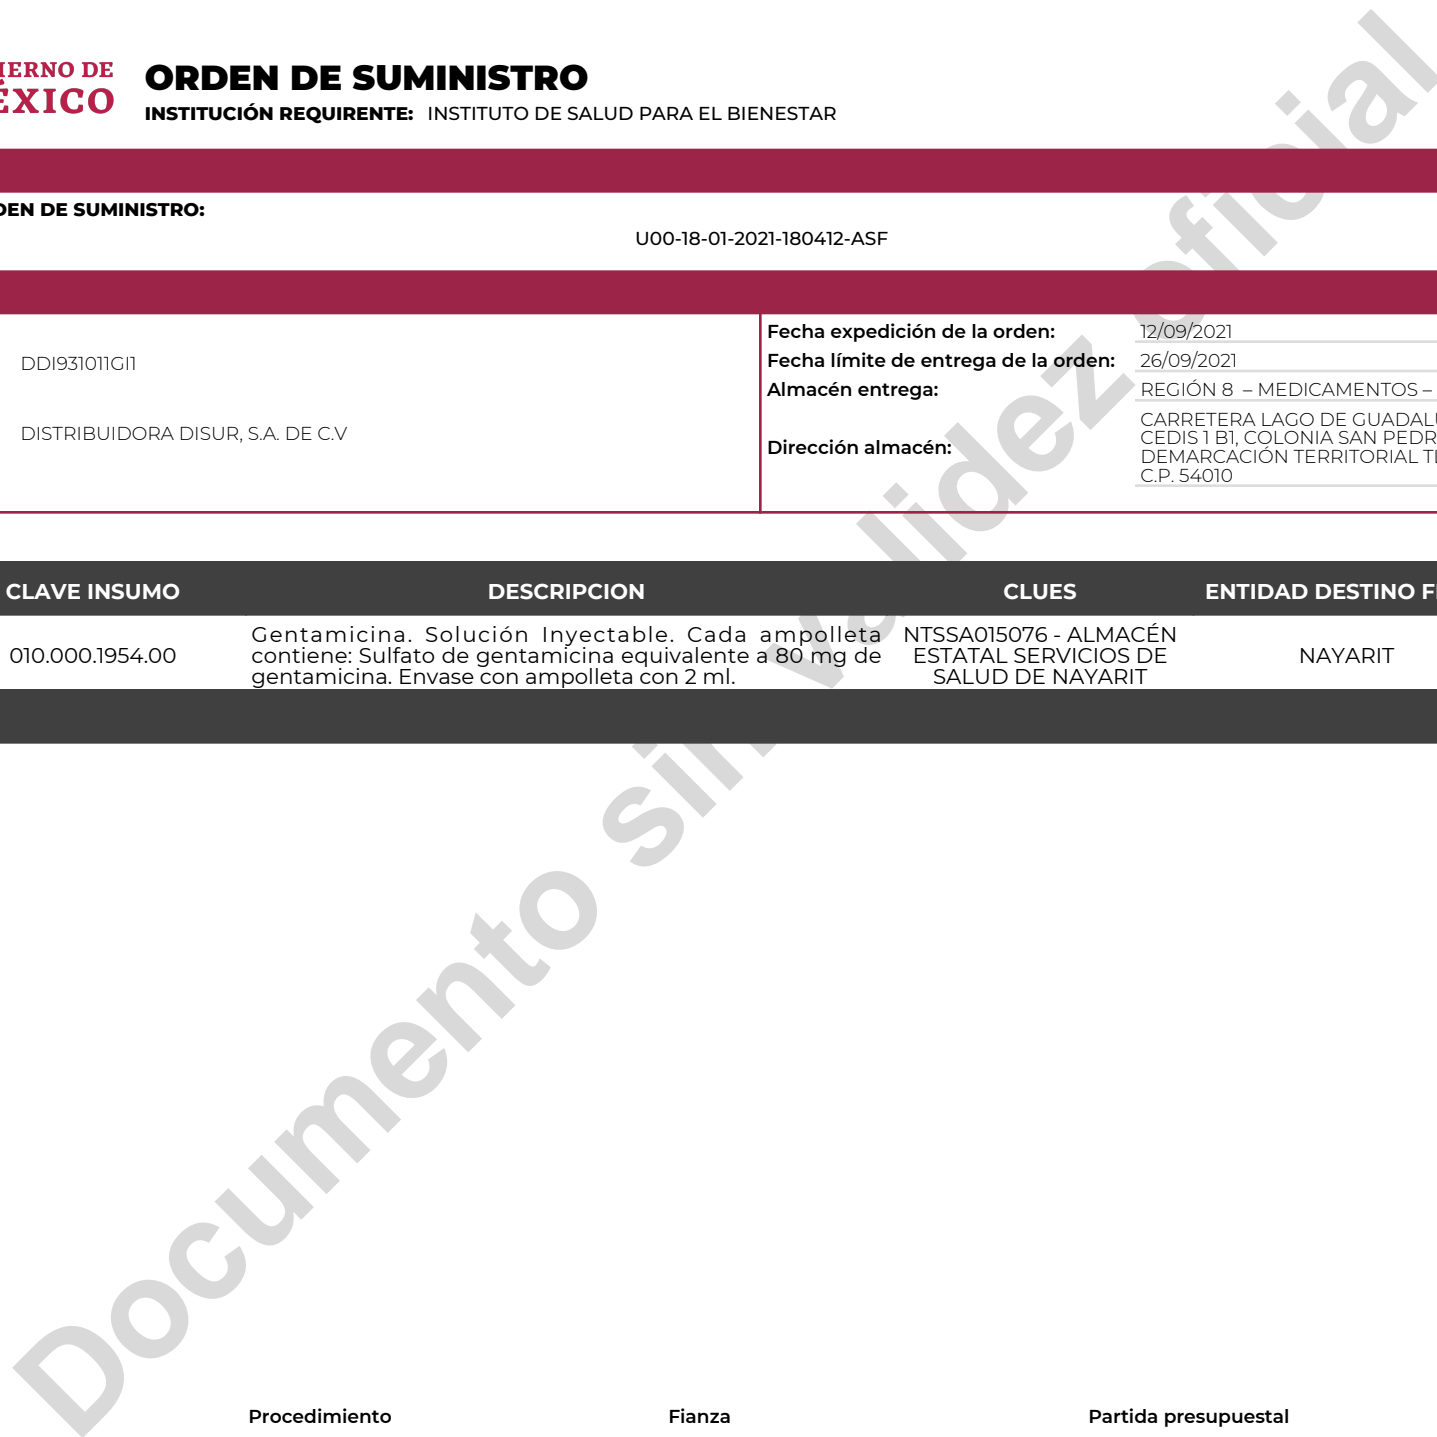 IERNO DE
ÉXICO
ORDEN DE SUMINISTRO
INSTITUCIÓN REQUIRENTE: INSTITUTO DE SALUD PARA EL BIENESTAR
DEN DE SUMINISTRO:
U00-18-01-2021-180412-ASF
DDI931011GI1
DISTRIBUIDORA DISUR, S.A. DE C.V
Fecha expedición de la orden: 12/09/2021
Fecha límite de entrega de la orden: 26/09/2021
Almacén entrega: REGIÓN 8 – MEDICAMENTOS –
Dirección almacén:
CARRETERA LAGO DE GUADALU
CEDIS 1 B1, COLONIA SAN PEDR
DEMARCACIÓN TERRITORIAL TL
C.P. 54010
CLAVE INSUMO DESCRIPCION CLUES ENTIDAD DESTINO F
010.000.1954.00
Gentamicina. Solución Inyectable. Cada ampolleta
contiene: Sulfato de gentamicina equivalente a 80 mg de
gentamicina. Envase con ampolleta con 2 ml.
NTSSA015076 - ALMACÉN
ESTATAL SERVICIOS DE
SALUD DE NAYARIT
NAYARIT
Documento sin validez oficial
Procedimiento Fianza Partida presupuestal